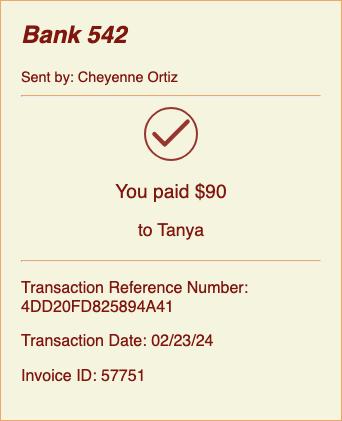 Bank 542
Sent by: Cheyenne Ortiz
You paid $90
to Tanya
Transaction Reference Number:
4DD20FD825894A41
Transaction Date: 02/23/24
Invoice ID: 57751